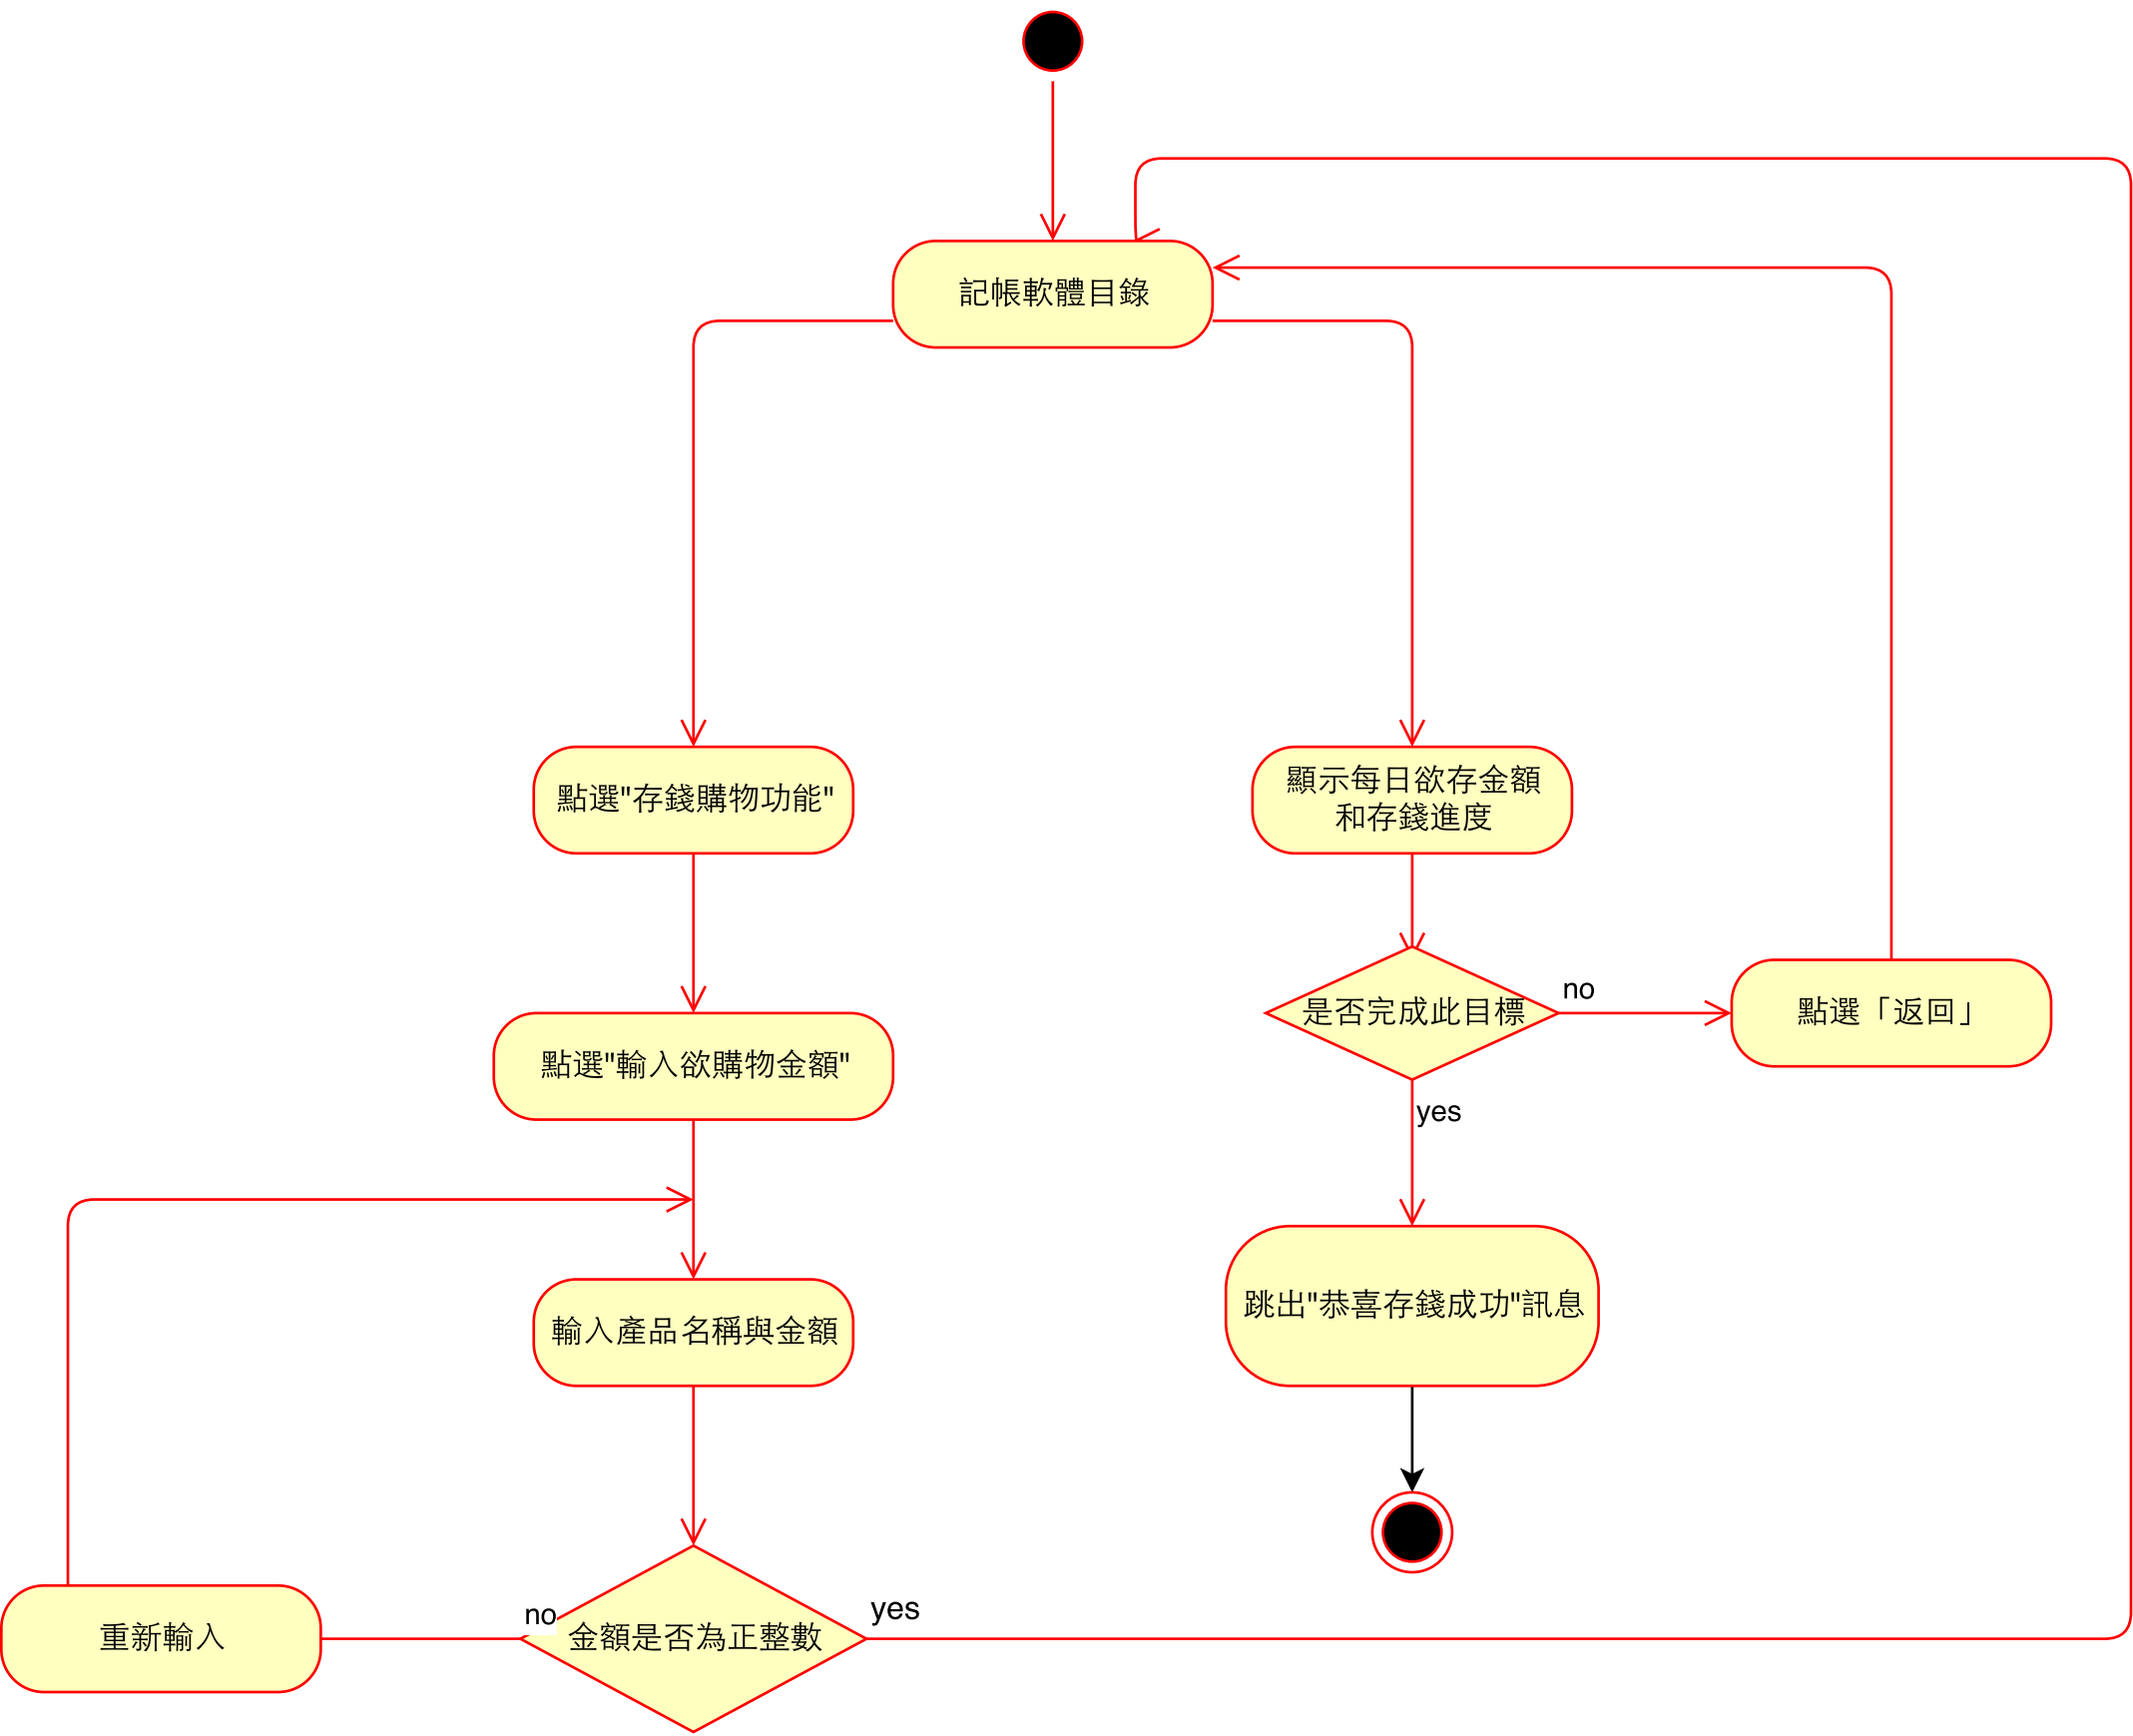 記帳軟體目錄
點選"存錢購物功能"
顯示每日欲存金額
和存錢進度
點選"輸入欲購物金額"
是否完成此目標
no
點選「返回」
yes
輸入產品名稱與金額
跳出"恭喜存錢成功"訊息
重新輸入
no
金額是否為正整數
yes